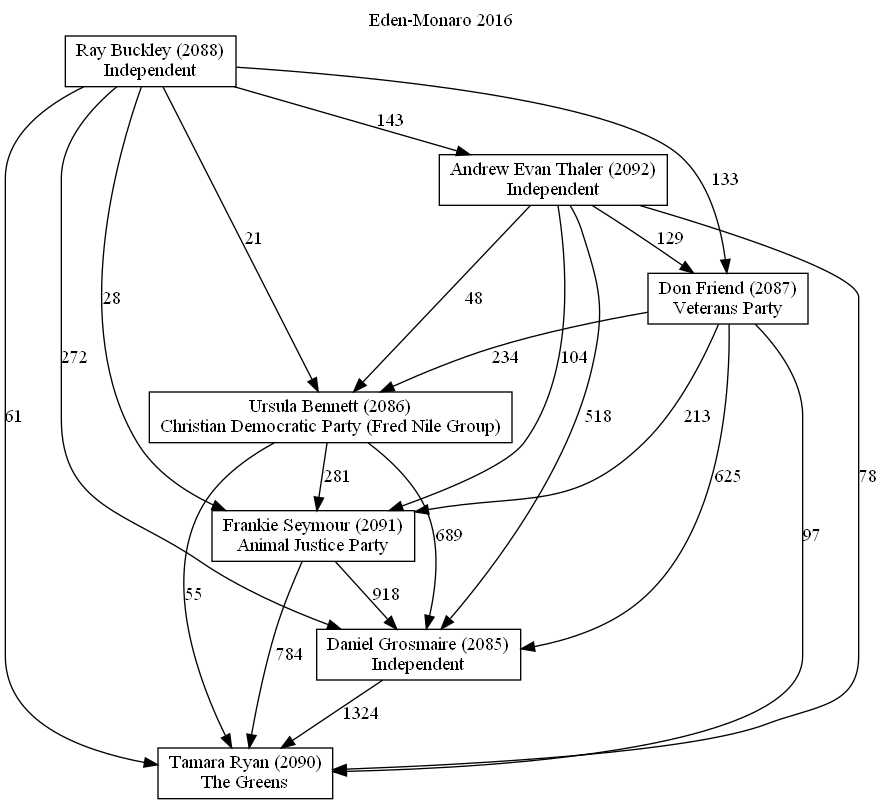 Eden-Monaro 2016
Ray Buckley (2088)
Independent
143
Andrew Evan Thaler (2092)
Independent
133
21
129
Don Friend (2087)
Veterans Party
28
48
272
234
104
61
Ursula Bennett (2086)
Christian Democratic Party (Fred Nile Group)
518
213
281
625
78
Frankie Seymour (2091)
Animal Justice Party
689
97
55
918
Daniel Grosmaire (2085)
Independent
784
1324
Tamara Ryan (2090)
The Greens